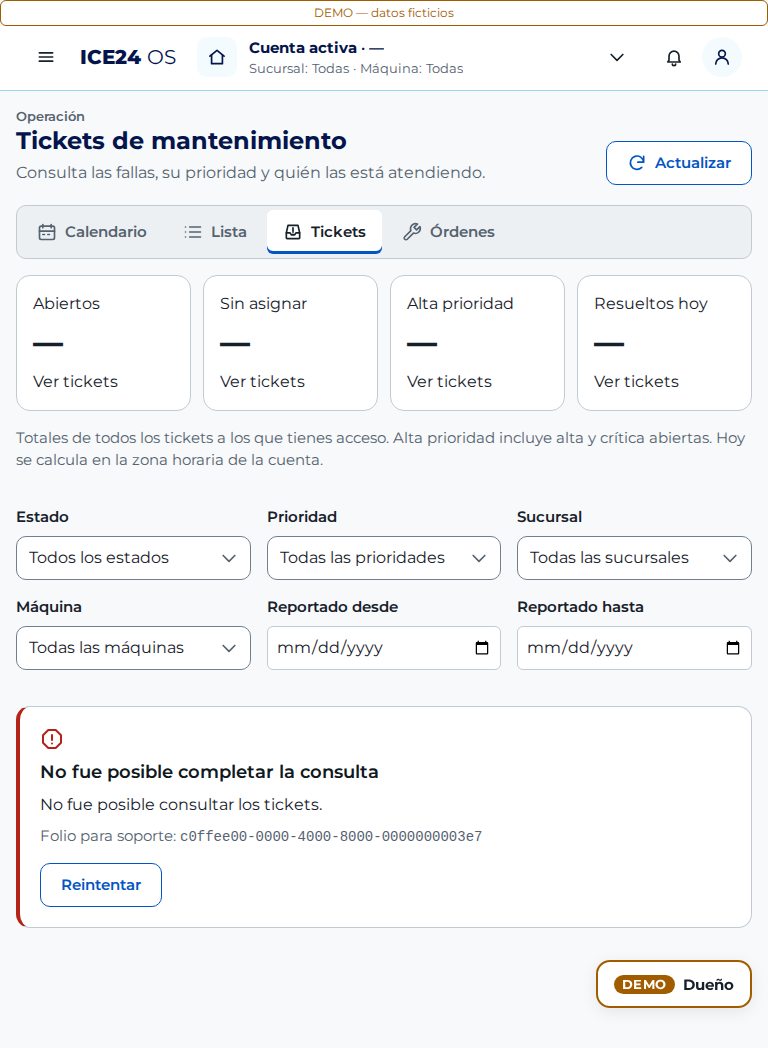 DEMO — datos ficticios
ICE24 OS
Cuenta activa · —
Sucursal: Todas · Máquina: Todas
Operación
Tickets de mantenimiento
Consulta las fallas, su prioridad y quién las está atendiendo.
Actualizar
Calendario
Lista
Tickets
Órdenes
Abiertos
—
Ver tickets
Sin asignar
—
Ver tickets
Alta prioridad
—
Ver tickets
Resueltos hoy
—
Ver tickets
Totales de todos los tickets a los que tienes acceso. Alta prioridad incluye alta y crítica abiertas. Hoy
se calcula en la zona horaria de la cuenta.
Estado
Todos los estados
Prioridad
Todas las prioridades
Sucursal
Todas las sucursales
Máquina
Todas las máquinas
Reportado desde
mm/dd/yyyy
Reportado hasta
mm/dd/yyyy
No fue posible completar la consulta
No fue posible consultar los tickets.
Folio para soporte: c0ffee00-0000-4000-8000-0000000003e7
Reintentar
DEMO Dueño